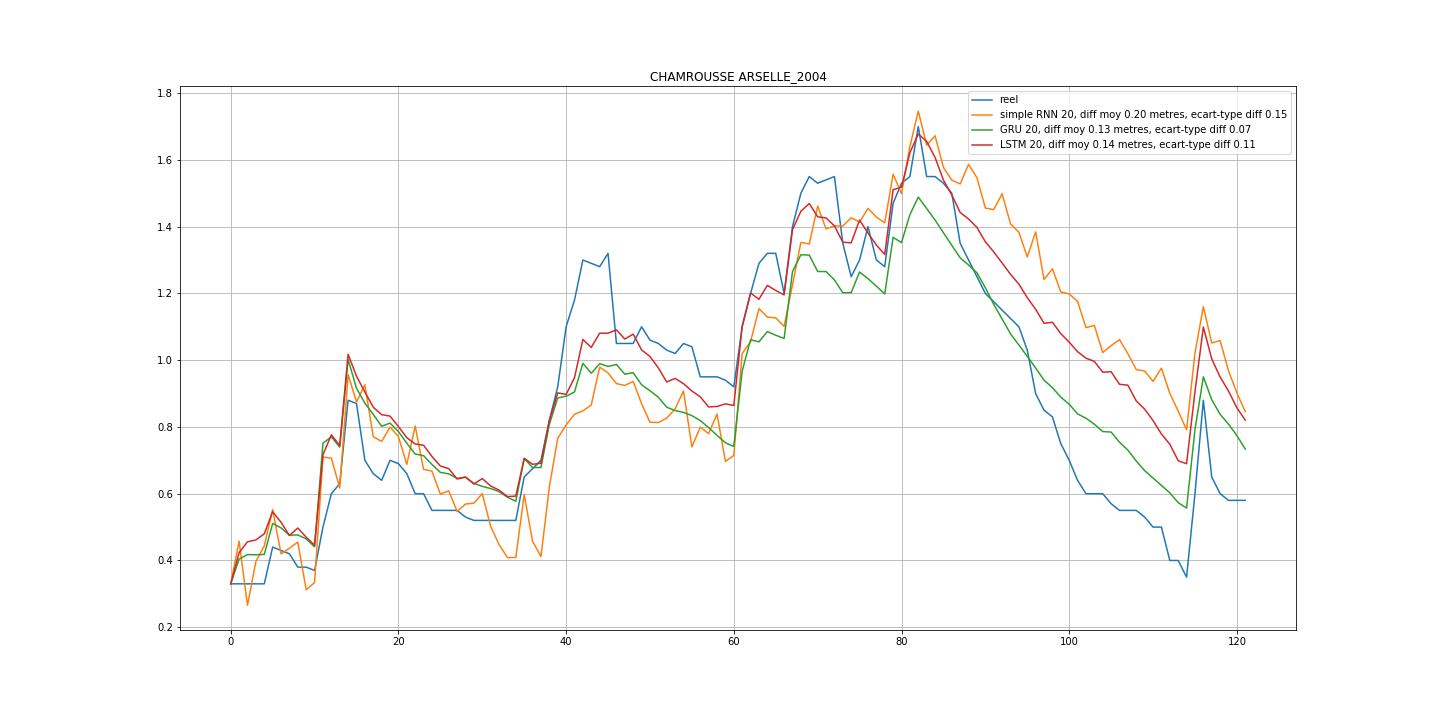 CHAMROUSSE ARSELLE_2004
reel
simple RNN 20, diff moy 0.20 metres, ecart-type diff 0.15
GRU 20, diff moy 0.13 metres, ecart-type diff 0.07
LSTM 20, diff moy 0.14 metres, ecart-type diff 0.11
1.8
1.6
1.4
1.2
1.0
0.8
0.6
0.4
0.2
0 20 40 60 80 100 120